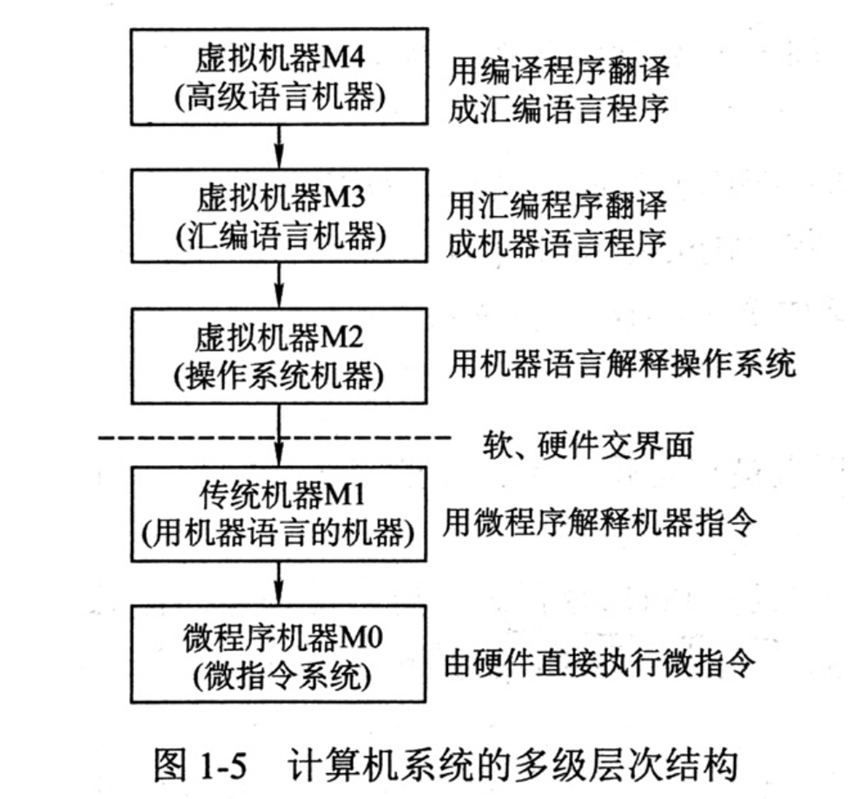 虚拟机器M4
(高级语言机器)
用编译程序翻译
成汇编语言程序
虚拟机器M3
(汇编语言机器)
用汇编程序翻译
成机器语言程序
虚拟机器M2
(操作系统机器)
用机器语言解释操作系统
软、硬件交界面
传统机器M1
(用机器语言的机器)
用微程序解释机器指令
微程序机器M0
(微指令系统)
由硬件直接执行微指令
图 1-5 计算机系统的多级层次结构